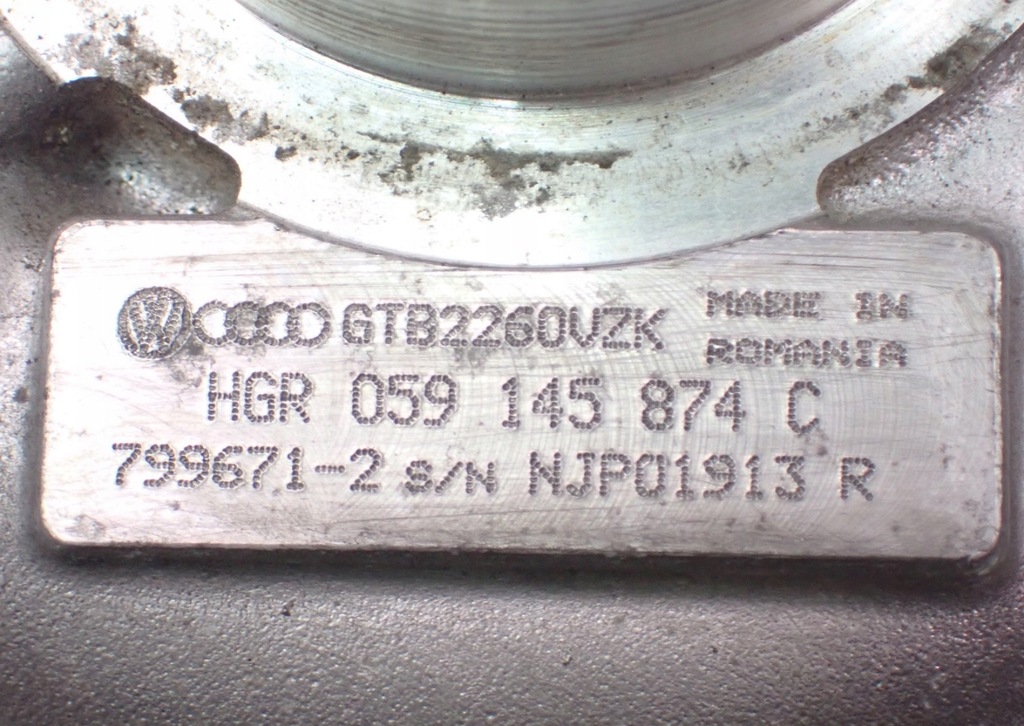 GTB2260VZK MADE IN
ROMANIA
HGR 059 145 874 C
799671-2 S/N NJP01913 R